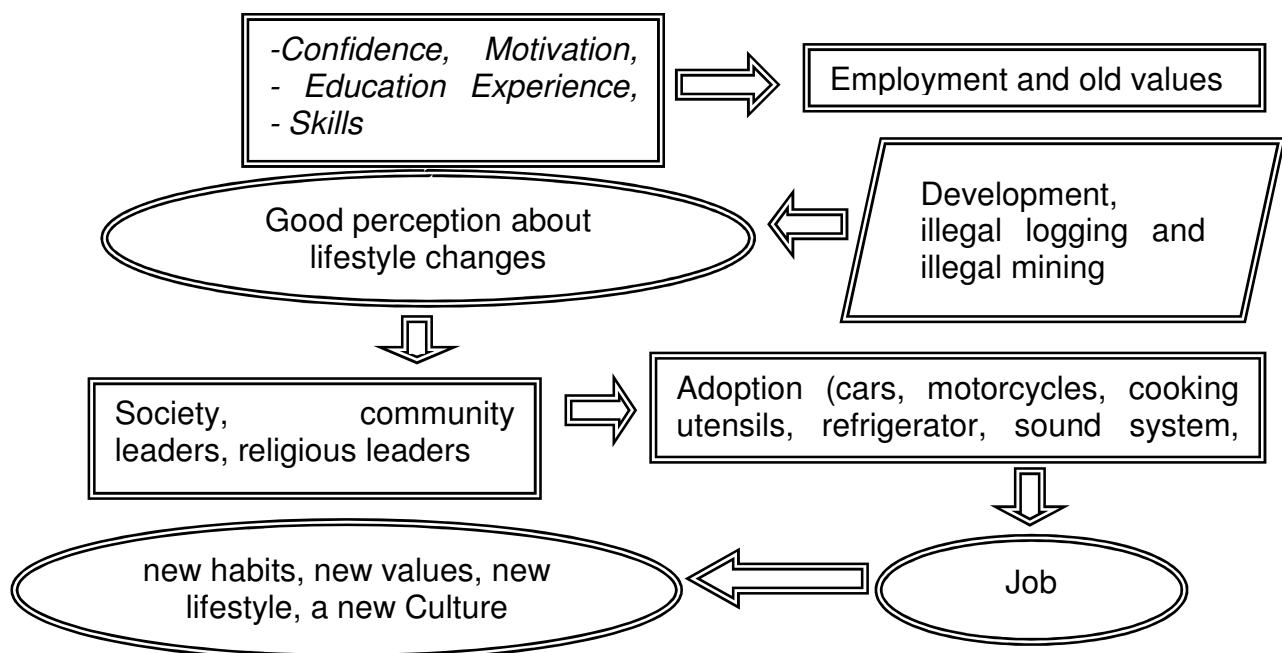 -Confidence, Motivation,
- Education Experience,
- Skills
Employment and old values
Good perception about
lifestyle changes
Development,
illegal logging and
illegal mining
Society, community
leaders, religious leaders
Adoption (cars, motorcycles, cooking
utensils, refrigerator, sound system,
new habits, new values, new
lifestyle, a new Culture
Job